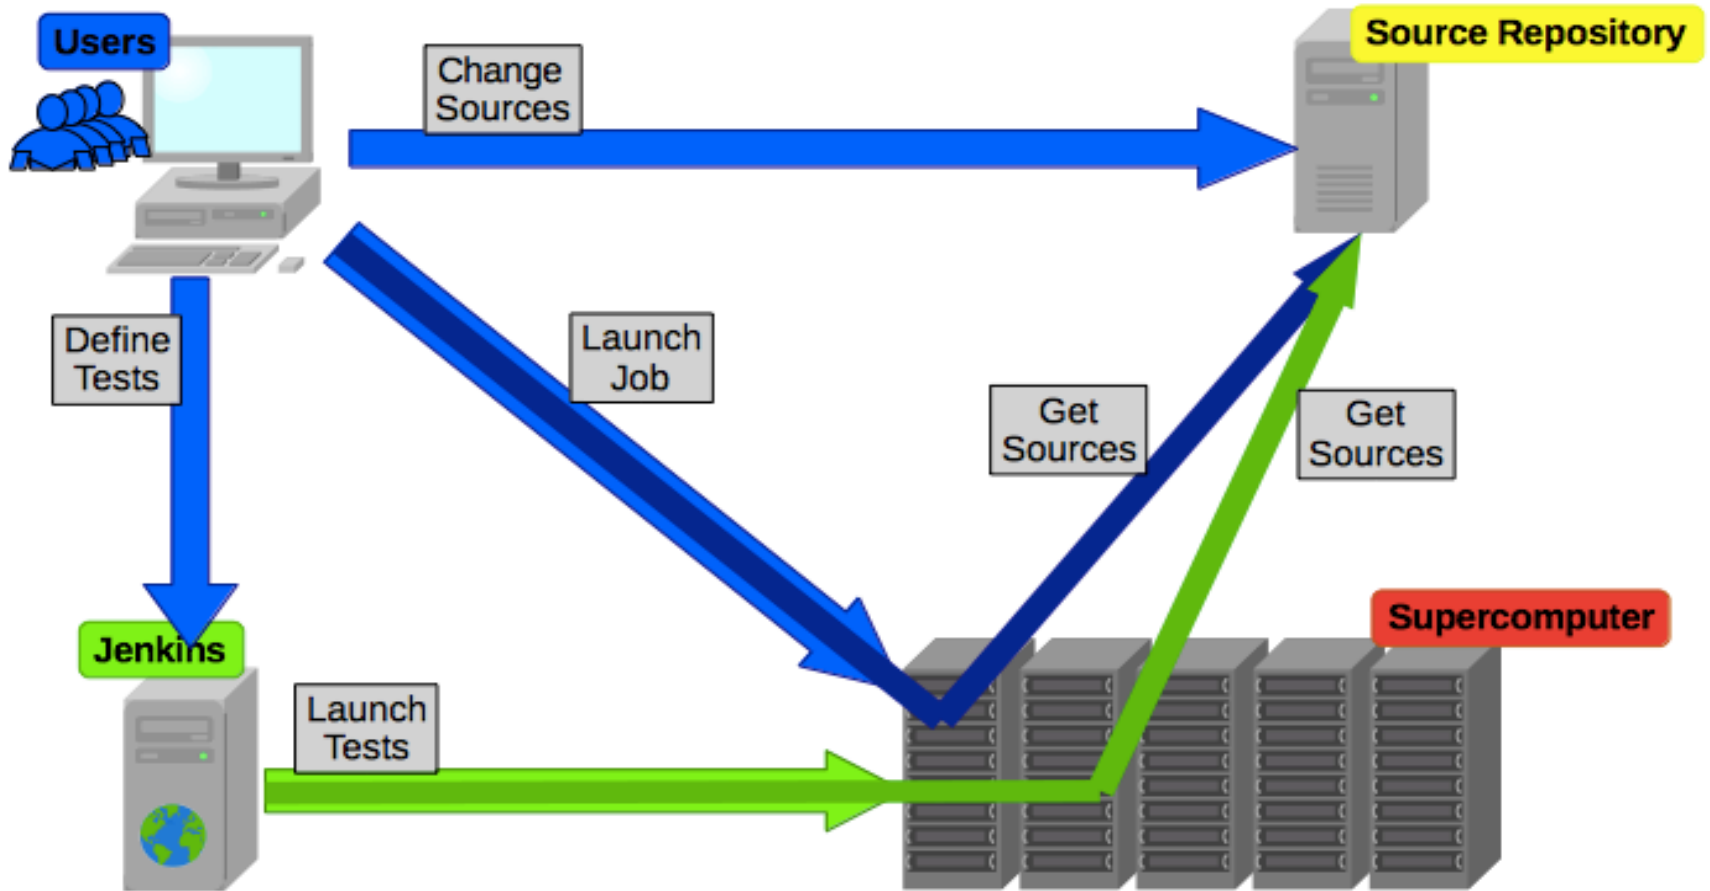 Users
Change
Sources
Source Repository
Define
Tests
Launch
Job
Get
Sources
Get
Sources
Supercomputer
Jenkins
Launch
Tests